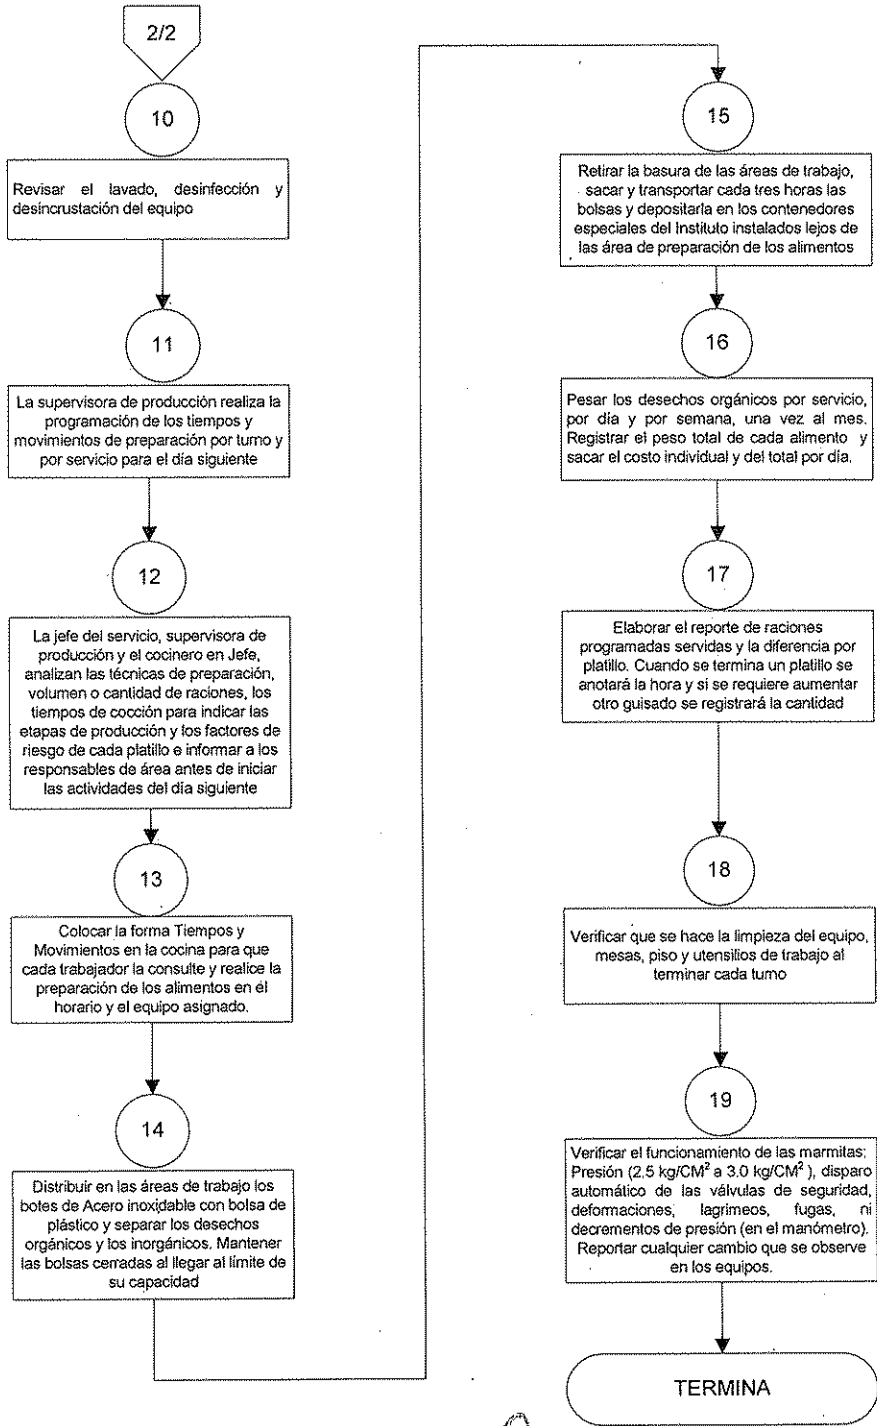 2/2
10
Revisar el lavado, desinfección y
desincrustación del equipo
11
La supervisora de producción realiza la
programación de los tiempos y
movimientos de preparación por turno y
por servicio para el día siguiente
12
La jefe del servicio, supervisora de
producción y el cocinero en Jefe,
analizan las técnicas de preparación,
volumen o cantidad de raciones, los
tiempos de cocción para indicar las
etapas de producción y los factores de
riesgo de cada platillo e informar a los
responsables de área antes de iniciar
las actividades del día siguiente
13
Colocar la forma Tiempos y
Movimientos en la cocina para que
cada trabajador la consulte y realice la
preparación de los alimentos en el
horario y el equipo asignado.
14
Distribuir en las áreas de trabajo los
botes de Acero inoxidable con bolsa de
plástico y separar los desechos
orgánicos y los inorgánicos. Mantener
las bolsas cerradas al llegar al límite de
su capacidad
15
Retirar la basura de las áreas de trabajo,
sacar y transportar cada tres horas las
bolsas y depositarla en los contenedores
especiales del Instituto instalados lejos de
las área de preparación de los alimentos
16
Pesar los desechos orgánicos por servicio,
por día y por semana, una vez al mes.
Registrar el peso total de cada alimento y
sacar el costo individual y del total por día.
17
Elaborar el reporte de raciones
programadas servidas y la diferencia por
platillo. Cuando se termina un platillo se
anotará la hora y si se requiere aumentar
otro guisado se registrará la cantidad
18
Verificar que se hace la limpieza del equipo,
mesas, piso y utensilios de trabajo al
terminar cada turno
19
Verificar el funcionamiento de las marmitas:
Presión (2.5 kg/CM² a 3.0 kg/CM² ), disparo
automático de las válvulas de seguridad,
deformaciones, lagrimeos, fugas, ni
decrementos de presión (en el manómetro).
Reportar cualquier cambio que se observe
en los equipos.
TERMINA